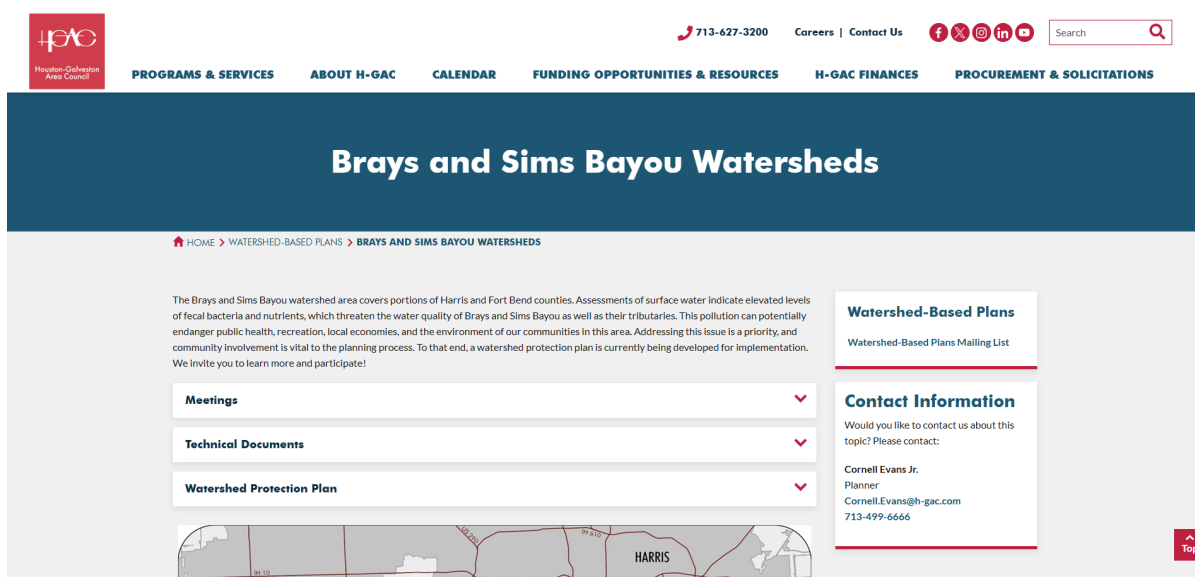 HGAC
Houston-Galveston
Area Council
713-627-3200
Careers | Contact Us
Search
PROGRAMS & SERVICES
ABOUT H-GAC
CALENDAR
FUNDING OPPORTUNITIES & RESOURCES
H-GAC FINANCES
PROCUREMENT & SOLICITATIONS
Brays and Sims Bayou Watersheds
HOME > WATERSHED-BASED PLANS > BRAYS AND SIMS BAYOU WATERSHEDS
The Brays and Sims Bayou watershed area covers portions of Harris and Fort Bend counties. Assessments of surface water indicate elevated levels
of fecal bacteria and nutrients, which threaten the water quality of Brays and Sims Bayou as well as their tributaries. This pollution can potentially
endanger public health, recreation, local economies, and the environment of our communities in this area. Addressing this issue is a priority, and
community involvement is vital to the planning process. To that end, a watershed protection plan is currently being developed for implementation.
We invite you to learn more and participate!
Meetings
Technical Documents
Watershed Protection Plan
US 290
IH 610
HARRIS
IH 10
Watershed-Based Plans
Watershed-Based Plans Mailing List
Contact Information
Would you like to contact us about this
topic? Please contact:
Cornell Evans Jr.
Planner
Cornell.Evans@h-gac.com
713-499-6666
Top